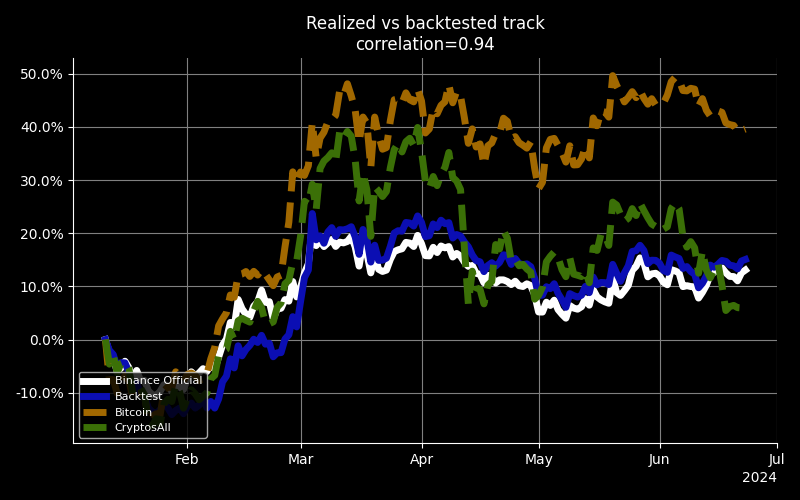 Realized vs backtested track
correlation=0.94
50.0%
40.0%
30.0%
20.0%
10.0%
0.0%
-10.0%
Binance Official
Backtest
Bitcoin
CryptosAll
Feb
Mar
Apr
May
Jun
Jul
2024